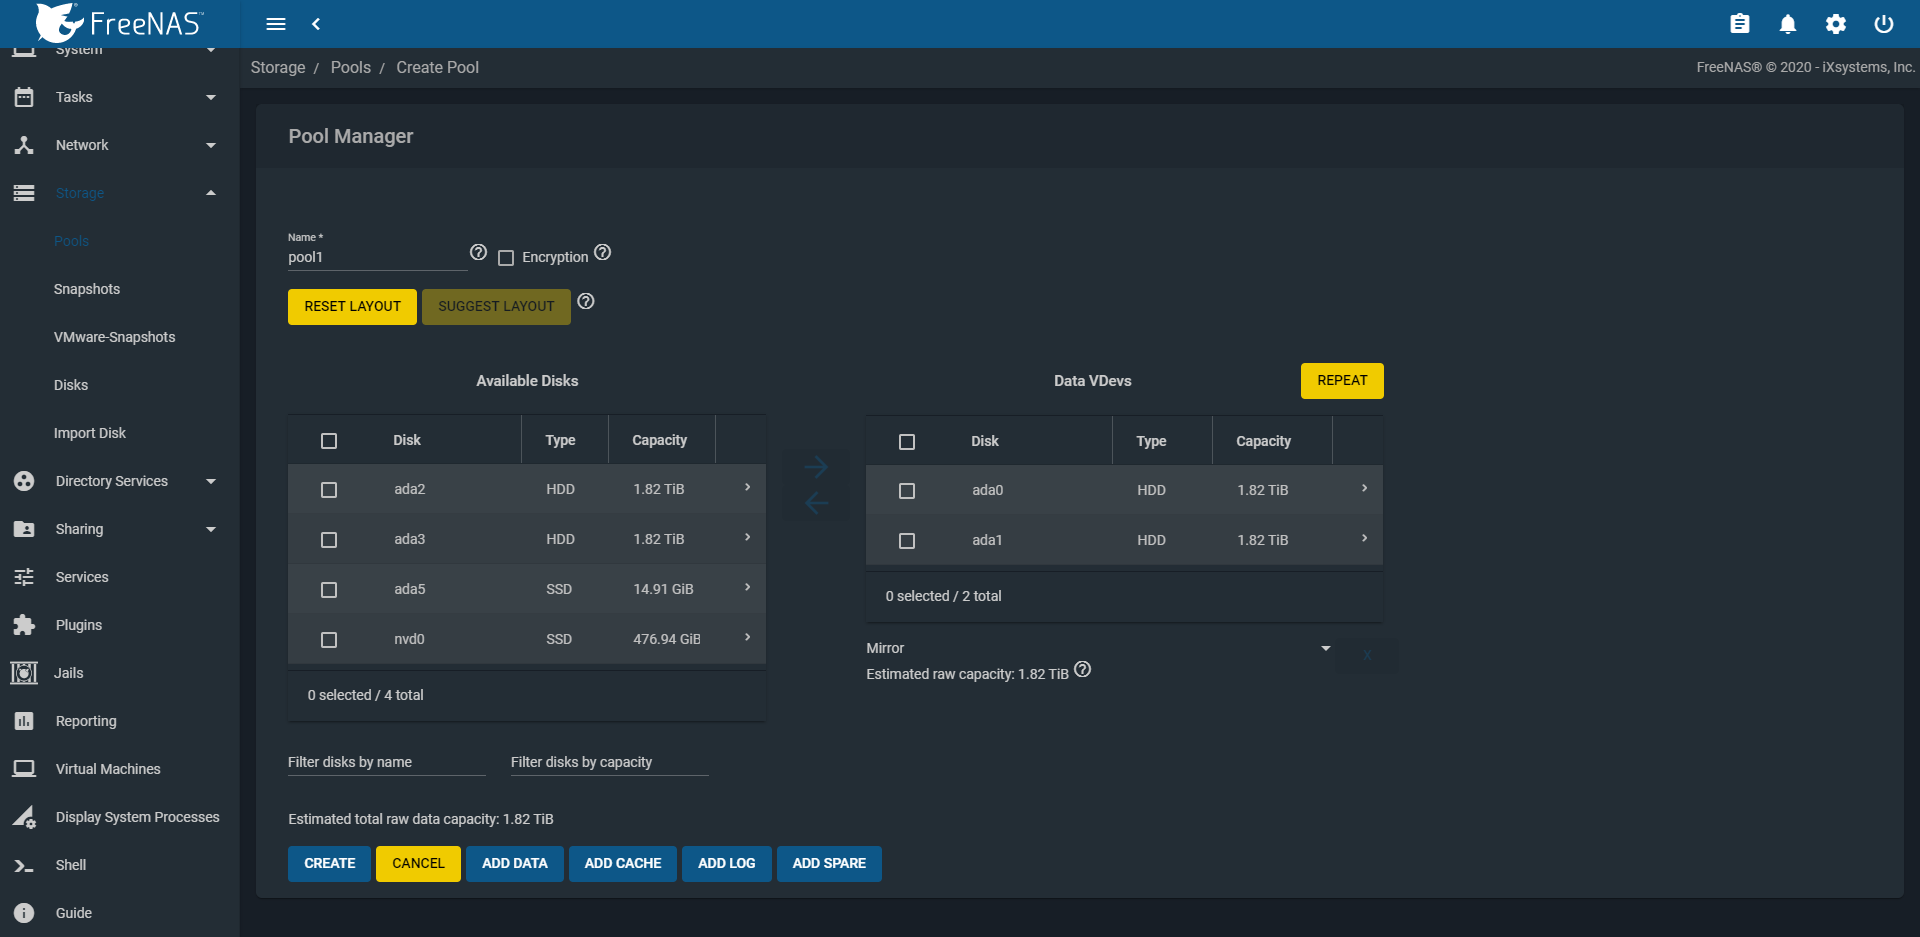 FreeNAS™
System
Tasks
Network
Storage
Pools
Snapshots
VMware-Snapshots
Disks
Import Disk
Directory Services
Sharing
Services
Plugins
Jails
Reporting
Virtual Machines
Display System Processes
Shell
Guide
Storage / Pools / Create Pool
FreeNAS® © 2020 - iXsystems, Inc.
Pool Manager
Name *
pool1
Encryption
RESET LAYOUT SUGGEST LAYOUT
Available Disks
Disk Type Capacity
ada2 HDD 1.82 TiB
ada3 HDD 1.82 TiB
ada5 SSD 14.91 GiB
nvd0 SSD 476.94 GiB
0 selected / 4 total
Filter disks by name Filter disks by capacity
Data VDevs REPEAT
Disk Type Capacity
ada0 HDD 1.82 TiB
ada1 HDD 1.82 TiB
0 selected / 2 total
Mirror
X
Estimated raw capacity: 1.82 TiB
Estimated total raw data capacity: 1.82 TiB
CREATE CANCEL ADD DATA ADD CACHE ADD LOG ADD SPARE